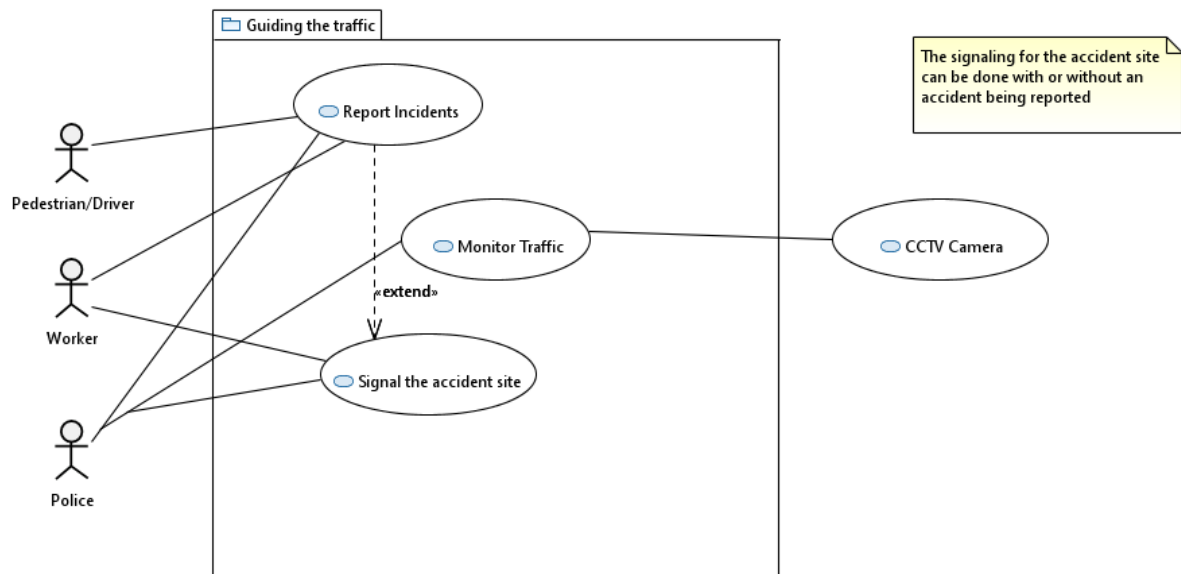 Guiding the traffic
The signaling for the accident site
can be done with or without an
accident being reported
Report Incidents
Pedestrian/Driver
Monitor Traffic
CCTV Camera
«extend»
Worker
Signal the accident site
Police